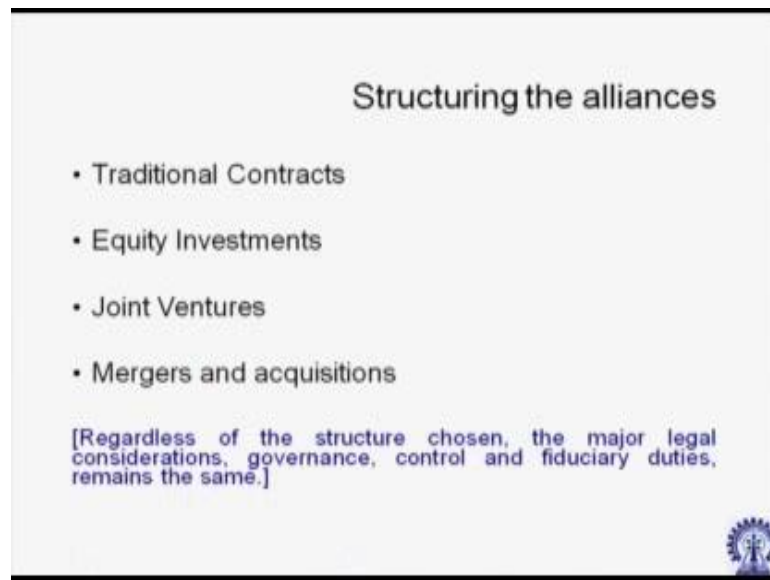 Structuring the alliances
• Traditional Contracts
• Equity Investments
• Joint Ventures
• Mergers and acquisitions
[Regardless of the structure chosen, the major legal
considerations, governance, control and fiduciary duties,
remains the same.]